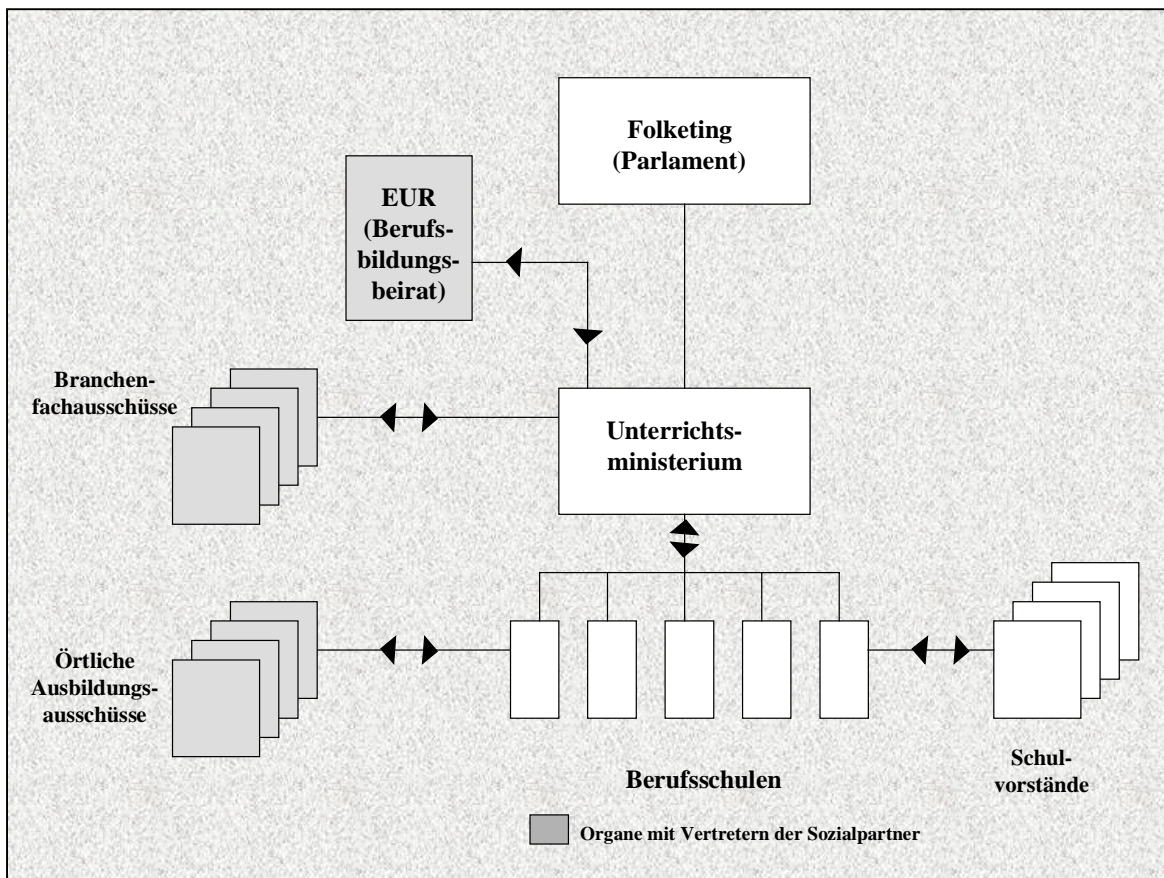 Folketing
(Parlament)
EUR
(Berufs-
bildungs-
beirat)
Branchen-
fachausschüsse
Unterrichts-
ministerium
Örtliche
Ausbildungs-
ausschüsse
Berufsschulen
Schul-
vorstände
Organe mit Vertretern der Sozialpartner